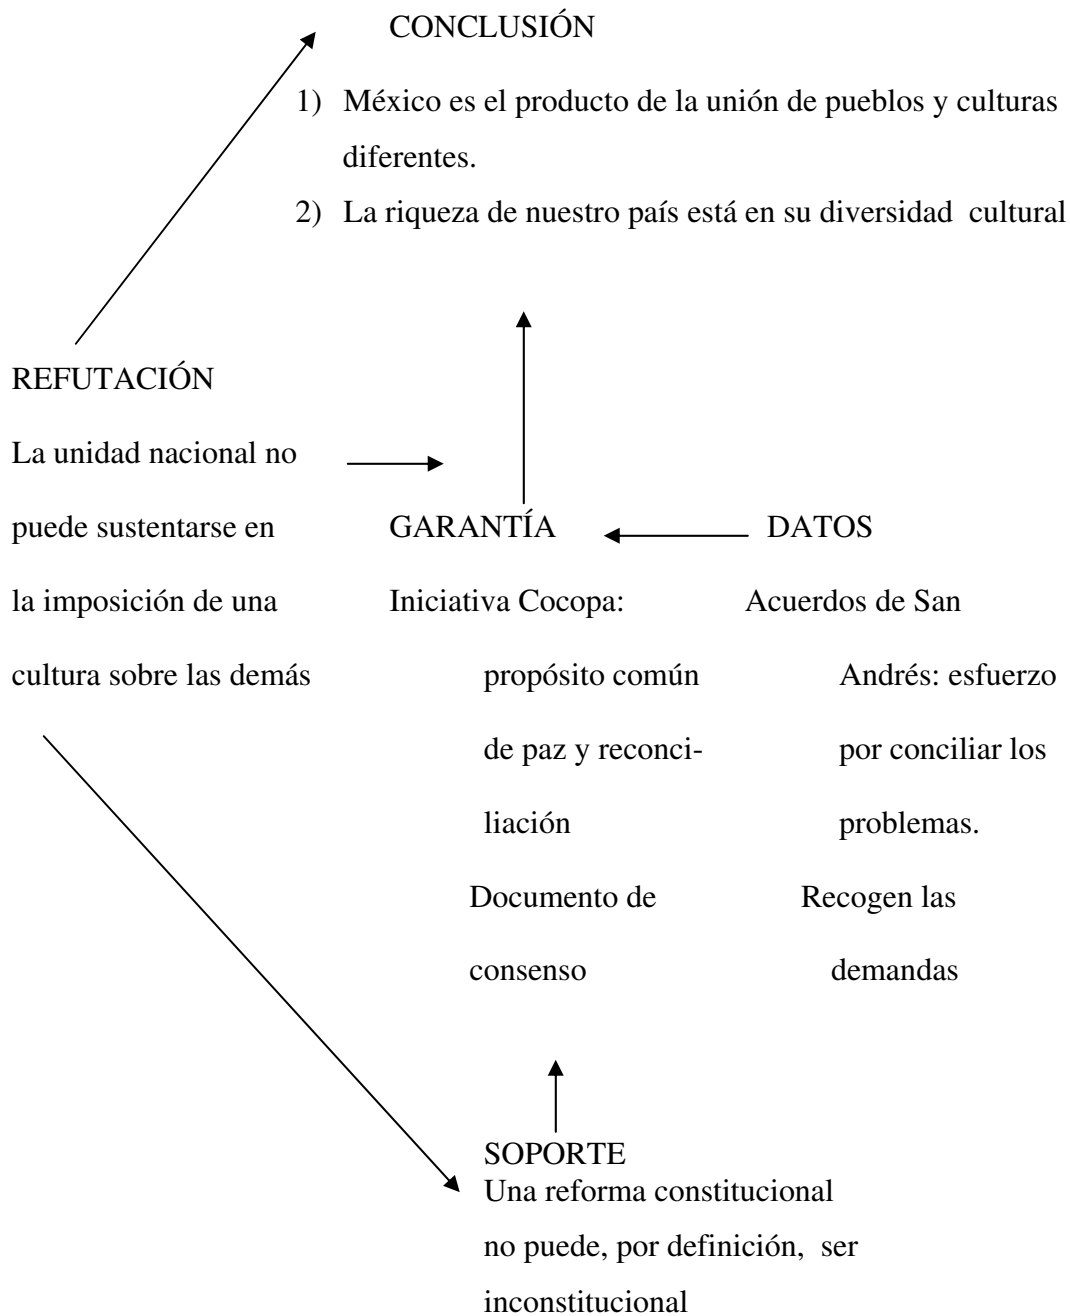 CONCLUSIÓN
1) México es el producto de la unión de pueblos y culturas
diferentes.
2) La riqueza de nuestro país está en su diversidad cultural
REFUTACIÓN
La unidad nacional no
puede sustentarse en
la imposición de una
cultura sobre las demás
GARANTÍA
Iniciativa Cocopa:
propósito común
de paz y reconci-
liación
Documento de
consenso
DATOS
Acuerdos de San
Andrés: esfuerzo
por conciliar los
problemas.
Recogen las
demandas
SOPORTE
Una reforma constitucional
no puede, por definición, ser
inconstitucional